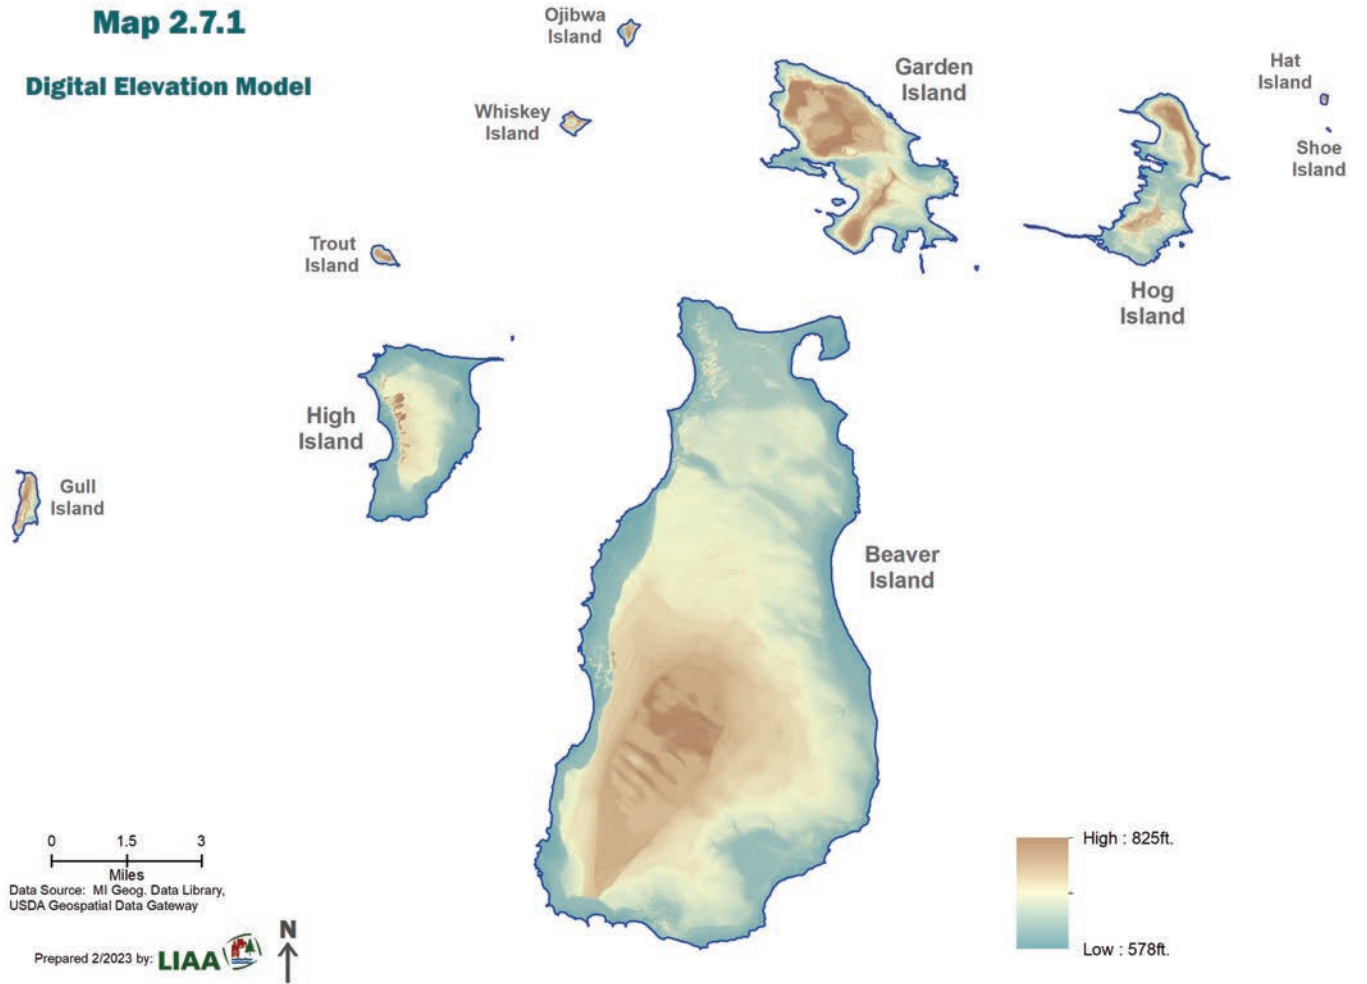 Map 2.7.1
Digital Elevation Model
Ojibwa
Island
Whiskey
Island
Garden
Island
Hat
Island
Shoe
Island
Trout
Island
Hog
Island
High
Island
Gull
Island
Beaver
Island
0 1.5 3
Miles
Data Source: MI Geog. Data Library,
USDA Geospatial Data Gateway
Prepared 2/2023 by: LIAA
N
High : 825ft.
Low : 578ft.